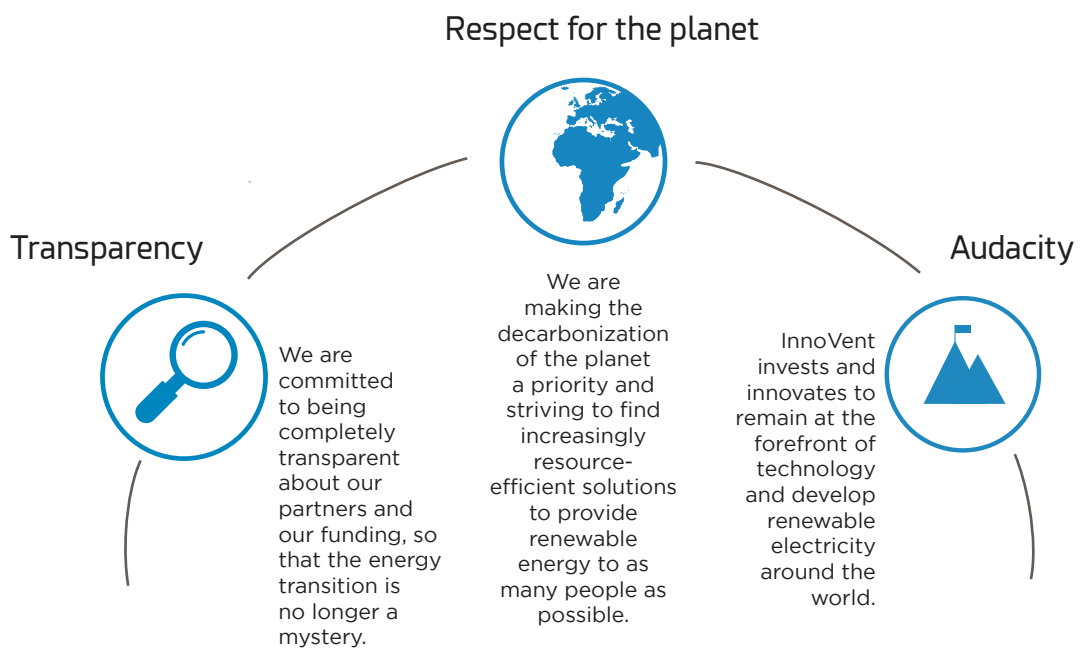 Respect for the planet
Transparency
We are
committed
to being
completely
transparent
about our
partners and
our funding, so
that the energy
transition is
no longer a
mystery.
We are
making the
decarbonization
of the planet
a priority and
striving to find
increasingly
resource-
efficient solutions
to provide
renewable
energy to as
many people as
possible.
Audacity
InnoVent
invests and
innovates to
remain at the
forefront of
technology
and develop
renewable
electricity
around the
world.